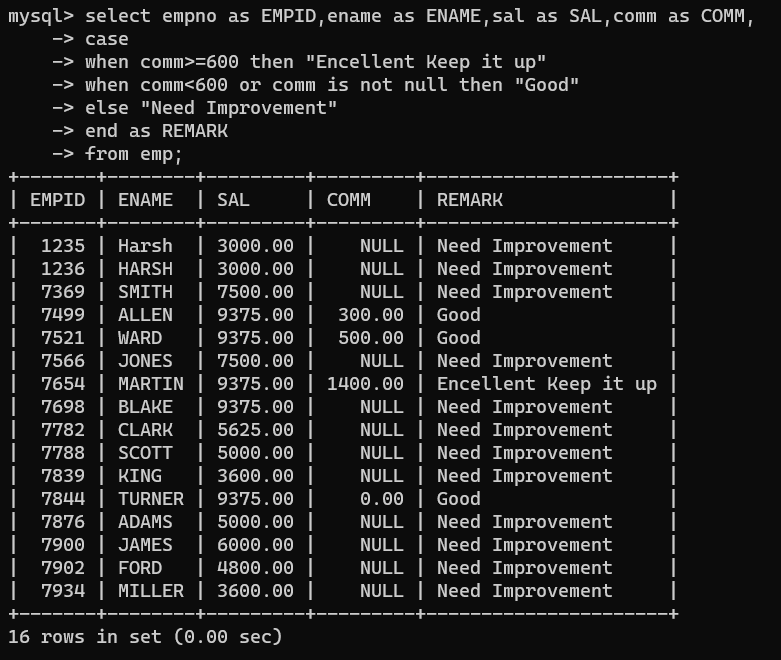 mysql> select empno as EMPID,ename as ENAME,sal as SAL,comm as COMM,
    -> case
    -> when comm>=600 then "Encellent Keep it up"
    -> when comm<600 or comm is not null then "Good"
    -> else "Need Improvement"
    -> end as REMARK
    -> from emp;
+-------+--------+---------+---------+----------------------+
| EMPID | ENAME  | SAL     | COMM    | REMARK               |
+-------+--------+---------+---------+----------------------+
|  1235 | Harsh  | 3000.00 |    NULL | Need Improvement     |
|  1236 | HARSH  | 3000.00 |    NULL | Need Improvement     |
|  7369 | SMITH  | 7500.00 |    NULL | Need Improvement     |
|  7499 | ALLEN  | 9375.00 |  300.00 | Good                 |
|  7521 | WARD   | 9375.00 |  500.00 | Good                 |
|  7566 | JONES  | 7500.00 |    NULL | Need Improvement     |
|  7654 | MARTIN | 9375.00 | 1400.00 | Encellent Keep it up |
|  7698 | BLAKE  | 9375.00 |    NULL | Need Improvement     |
|  7782 | CLARK  | 5625.00 |    NULL | Need Improvement     |
|  7788 | SCOTT  | 5000.00 |    NULL | Need Improvement     |
|  7839 | KING   | 3600.00 |    NULL | Need Improvement     |
|  7844 | TURNER | 9375.00 |    0.00 | Good                 |
|  7876 | ADAMS  | 5000.00 |    NULL | Need Improvement     |
|  7900 | JAMES  | 6000.00 |    NULL | Need Improvement     |
|  7902 | FORD   | 4800.00 |    NULL | Need Improvement     |
|  7934 | MILLER | 3600.00 |    NULL | Need Improvement     |
+-------+--------+---------+---------+----------------------+
16 rows in set (0.00 sec)